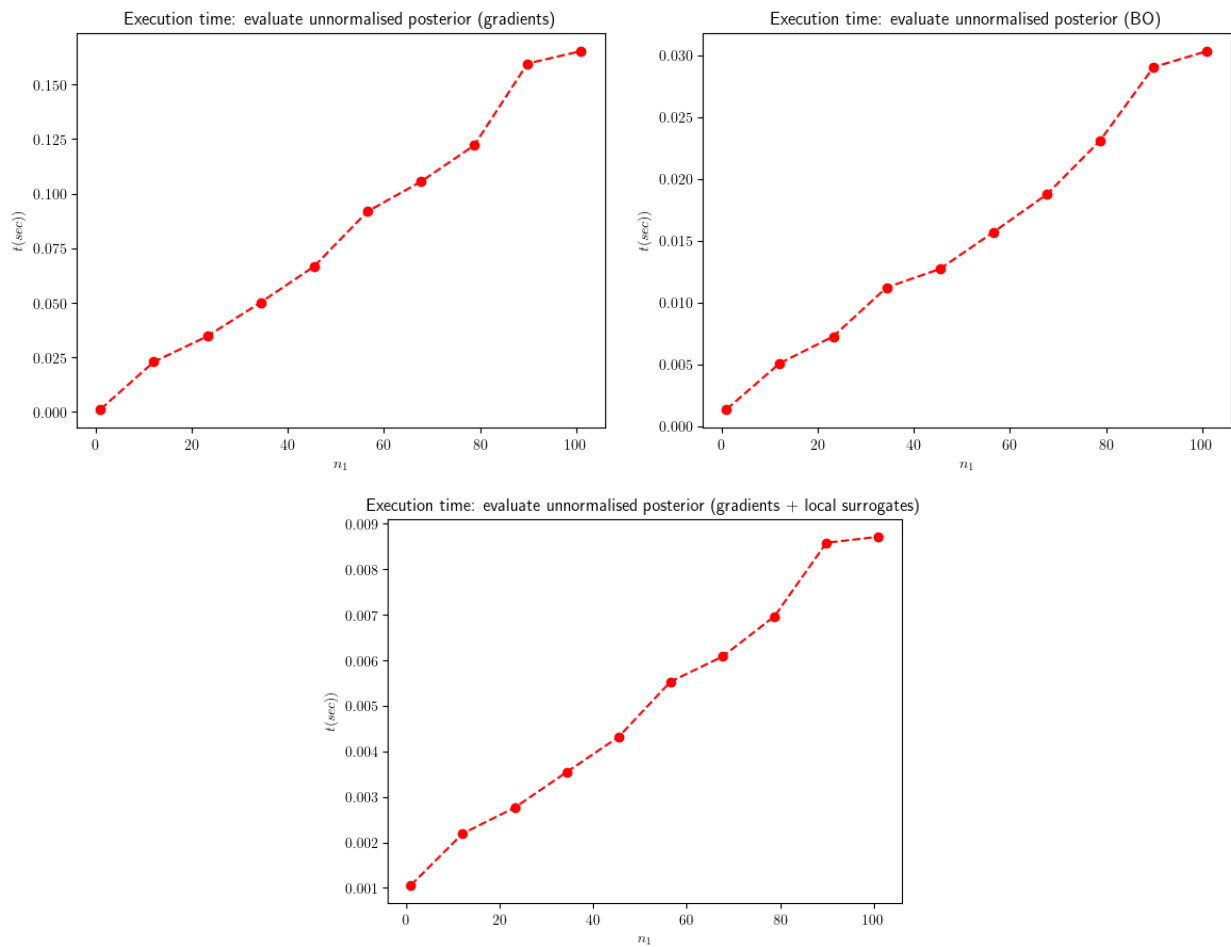 Execution time: evaluate unnormalised posterior (gradients)
0.150
0.125
0.100
0.075
0.050
0.025
0.000
t(sec))
0 20 40 60 80 100
n₁
Execution time: evaluate unnormalised posterior (BO)
0.030
0.025
0.020
0.015
0.010
0.005
0.000
t(sec))
0 20 40 60 80 100
n₁
Execution time: evaluate unnormalised posterior (gradients + local surrogates)
0.009
0.008
0.007
0.006
0.005
0.004
0.003
0.002
0.001
t(sec))
0 20 40 60 80 100
n₁